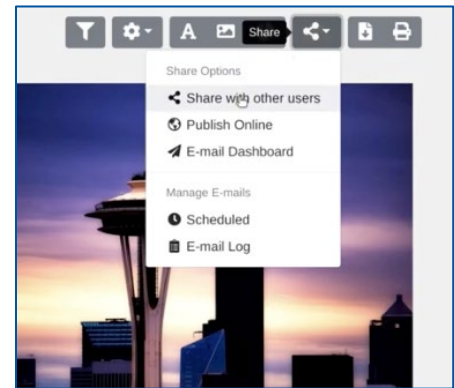 A Share
Share Options
Share with other users
Publish Online
E-mail Dashboard
Manage E-mails
Scheduled
E-mail Log